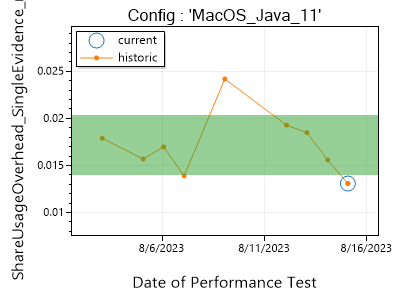 Config : 'MacOS_Java_11'
ShareUsageOverhead_SingleEvidence_
current
historic
0.025
0.02
0.015
0.01
8/6/2023
8/11/2023
8/16/2023
Date of Performance Test